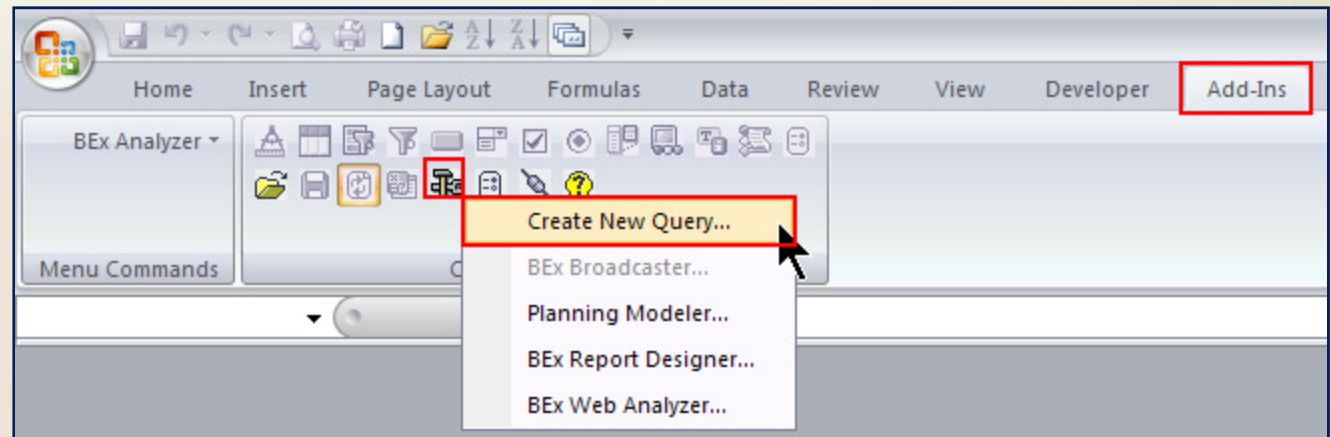 Home Insert Page Layout Formulas Data Review View Developer Add-Ins
BEx Analyzer
Create New Query...
Menu Commands
BEx Broadcaster...
Planning Modeler...
BEx Report Designer...
BEx Web Analyzer...